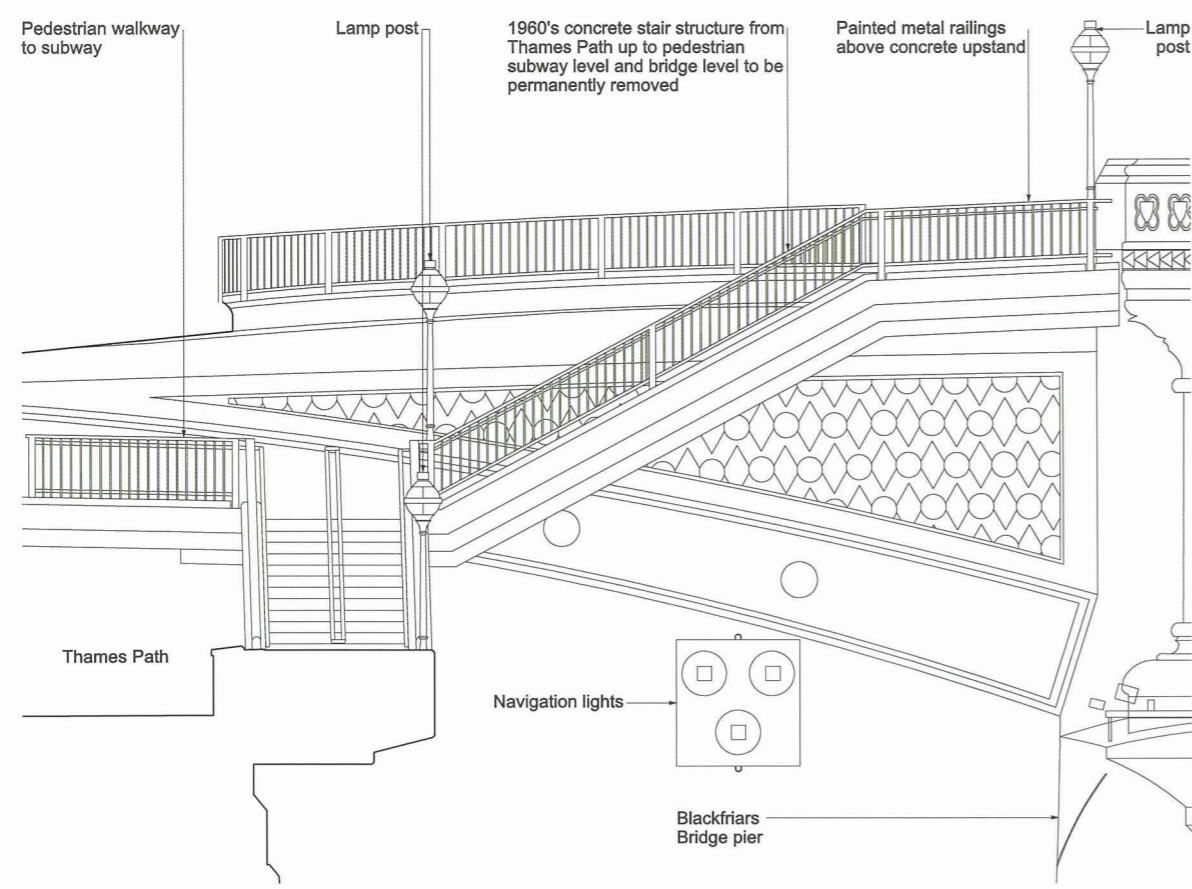 Pedestrian walkway
to subway
Lamp post
1960's concrete stair structure from
Thames Path up to pedestrian
subway level and bridge level to be
permanently removed
Painted metal railings
above concrete upstand
Lamp
post
Thames Path
Navigation lights
Blackfriars
Bridge pier